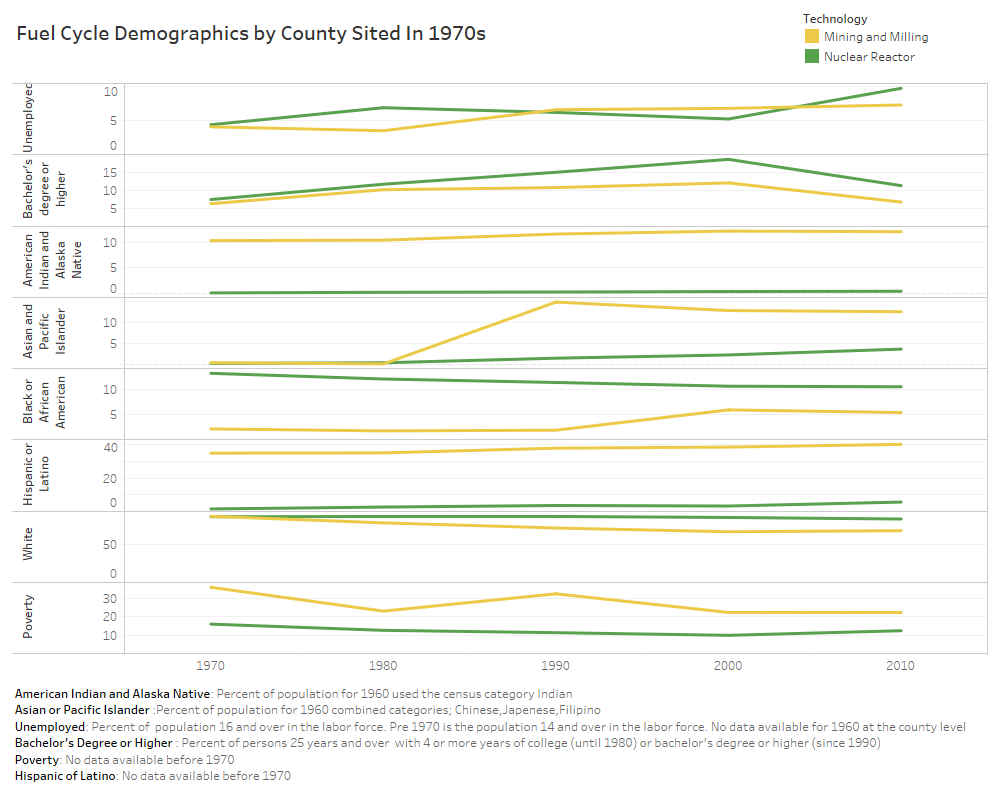 Fuel Cycle Demographics by County Sited In 1970s
Technology
Mining and Milling
Nuclear Reactor
Unemployed
10
5
0
Bachelor's
degree or
higher
15
10
5
American
Indian and
Alaska
Native
10
5
0
Asian and
Pacific
Islander
10
5
Black or
African
American
10
5
Hispanic or
Latino
40
20
0
White
50
0
Poverty
30
20
10
1970 1980 1990 2000 2010
American Indian and Alaska Native: Percent of population for 1960 used the census category Indian
Asian or Pacific Islander :Percent of population for 1960 combined categories; Chinese,Japenese,Filipino
Unemployed: Percent of population 16 and over in the labor force. Pre 1970 is the population 14 and over in the labor force. No data available for 1960 at the county level
Bachelor's Degree or Higher : Percent of persons 25 years and over with 4 or more years of college (until 1980) or bachelor's degree or higher (since 1990)
Poverty: No data available before 1970
Hispanic of Latino: No data available before 1970